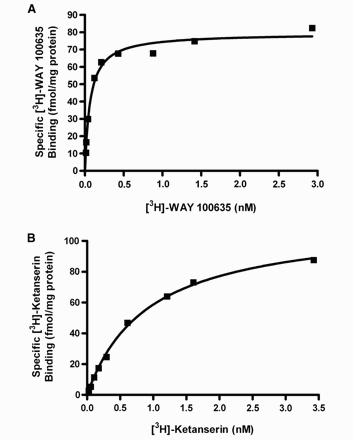 A
Specific [³H]-WAY 100635
Binding (fmol/mg protein)
90
80
70
60
50
40
30
20
10
0
0.0 0.5 1.0 1.5 2.0 2.5 3.0
[³H]-WAY 100635 (nM)
B
Specific [³H]-Ketanserin
Binding (fmol/mg protein)
100
80
60
40
20
0
0.0 0.5 1.0 1.5 2.0 2.5 3.0 3.5
[³H]-Ketanserin (nM)